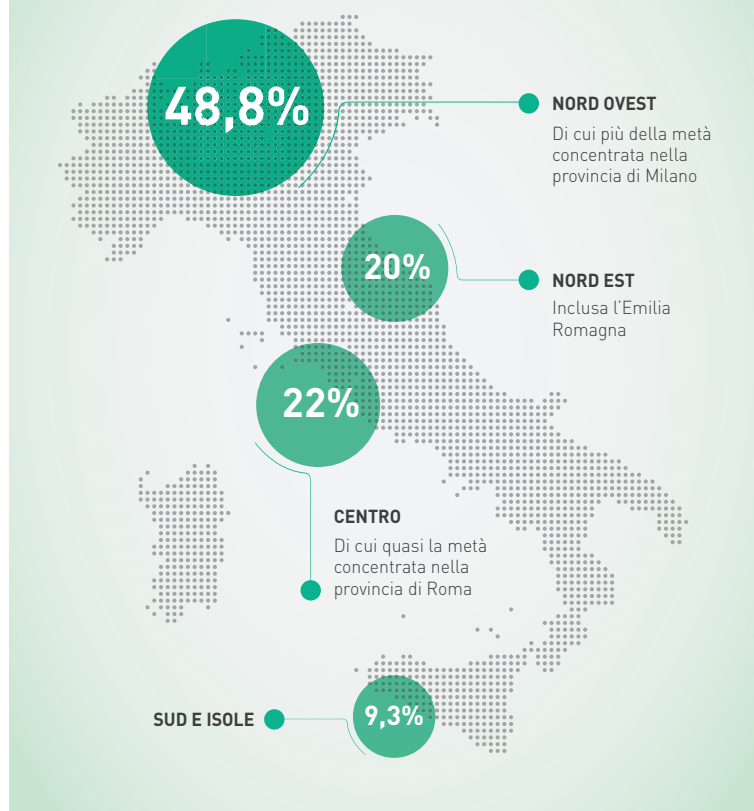 48,8%
NORD OVEST
Di cui più della metà
concentrata nella
provincia di Milano
20%
NORD EST
Inclusa l’Emilia
Romagna
22%
CENTRO
Di cui quasi la metà
concentrata nella
provincia di Roma
SUD E ISOLE
9,3%